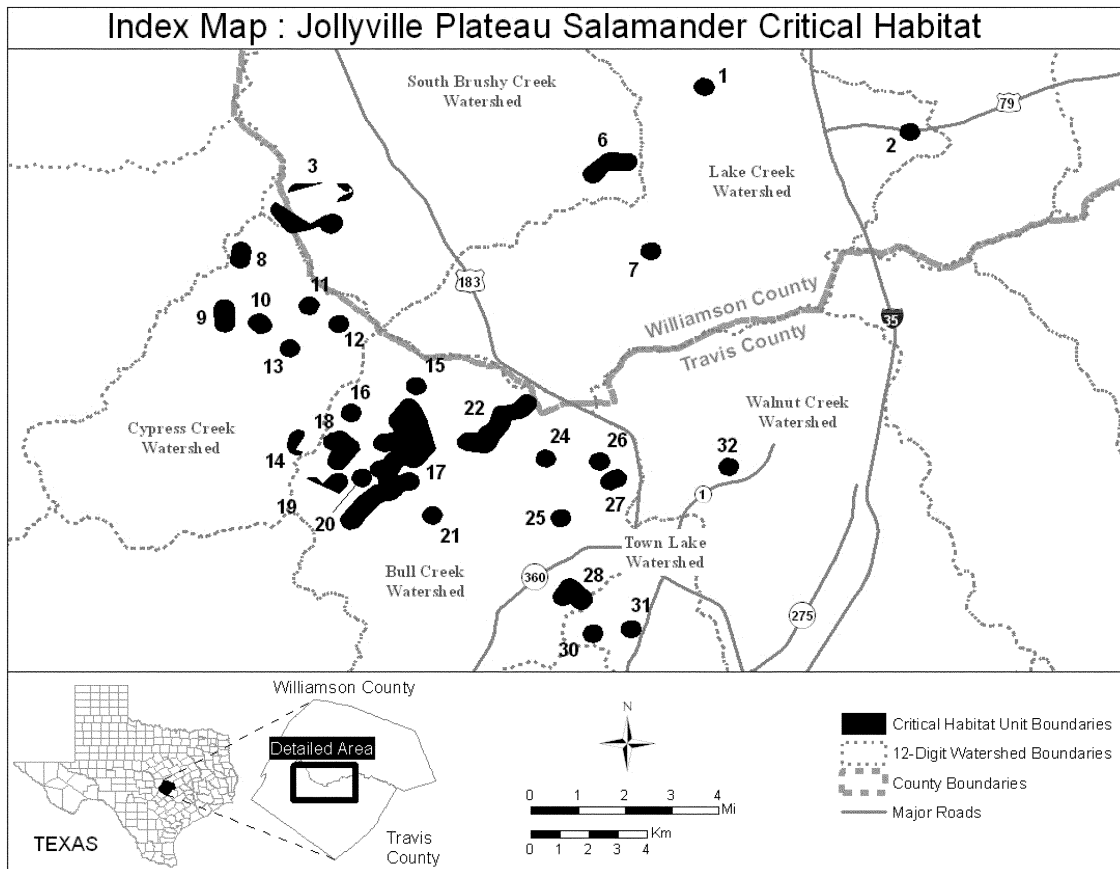 Index Map : Jollyville Plateau Salamander Critical Habitat
South Brushy Creek
Watershed
1
79
2
6
3
Lake Creek
Watershed
8
7
183
11
Williamson County
9
10
12
35
Travis County
13
15
16
22
Walnut Creek
Watershed
Cypress Creek
Watershed
18
24
26
32
14
17
27
1
19
20
21
25
Town Lake
Watershed
Bull Creek
Watershed
360
28
31
275
30
Williamson County
Detailed Area
TEXAS
Travis
County
N
0 1 2 3 4
Mi
Km
0 1 2 3 4
Critical Habitat Unit Boundaries
12-Digit Watershed Boundaries
County Boundaries
Major Roads